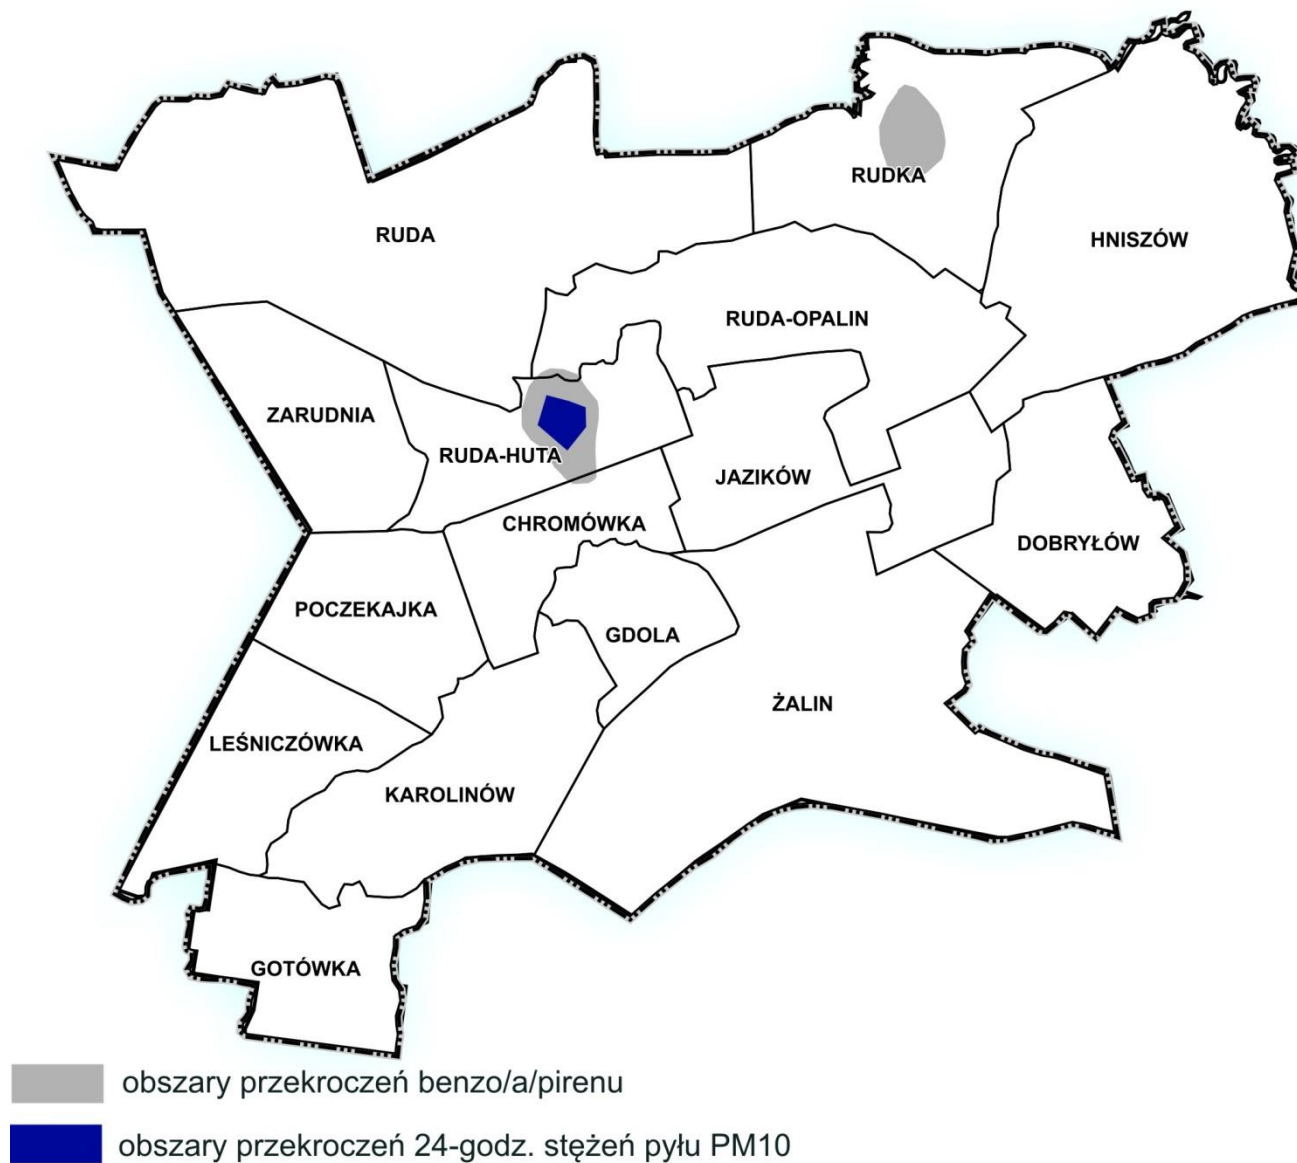 RUDKA
RUDA
HNISZÓW
RUDA-OPALIN
ZARUDNIA
RUDA-HUTA
JAZIKÓW
CHROMÓWKA
DOBRYŁÓW
POCZEKAJKA
GDOLA
ŻALIN
LEŚNICZÓWKA
KAROLINÓW
GOTÓWKA
obszary przekroczeń benzo/a/pirenu
obszary przekroczeń 24-godz. stężeń pyłu PM10